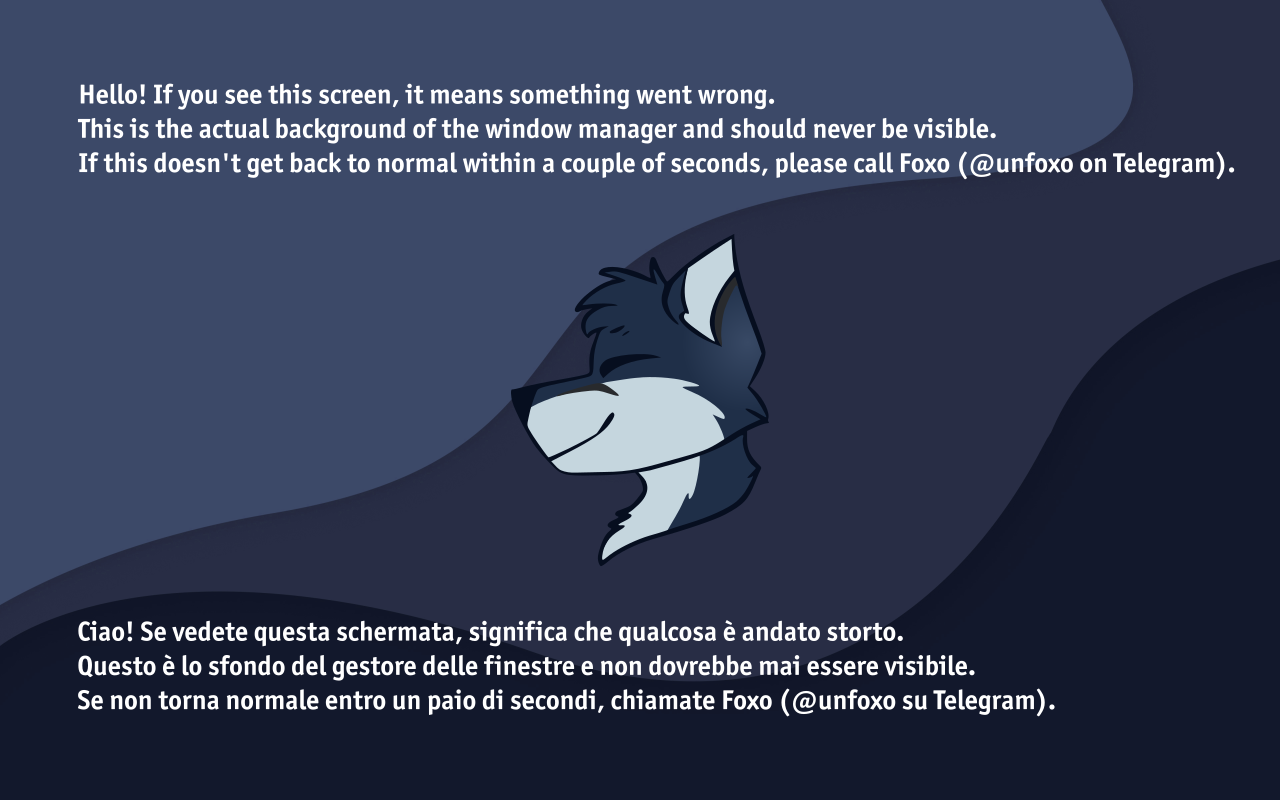 Hello! If you see this screen, it means something went wrong.
This is the actual background of the window manager and should never be visible.
If this doesn't get back to normal within a couple of seconds, please call Foxo (@unfoxo on Telegram).
Ciao! Se vedete questa schermata, significa che qualcosa è andato storto.
Questo è lo sfondo del gestore delle finestre e non dovrebbe mai essere visibile.
Se non torna normale entro un paio di secondi, chiamate Foxo (@unfoxo su Telegram).